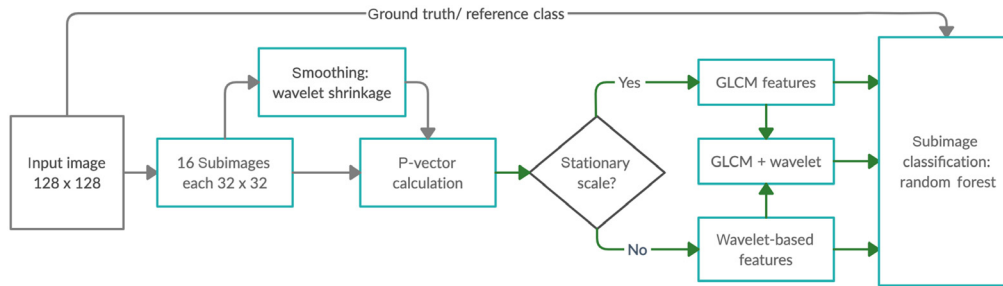 Ground truth/ reference class
Smoothing:
wavelet shrinkage
Yes
GLCM features
Input image
128 x 128
16 Subimages
each 32 x 32
P-vector
calculation
Stationary
scale?
GLCM + wavelet
Subimage
classification:
random forest
No
Wavelet-based
features